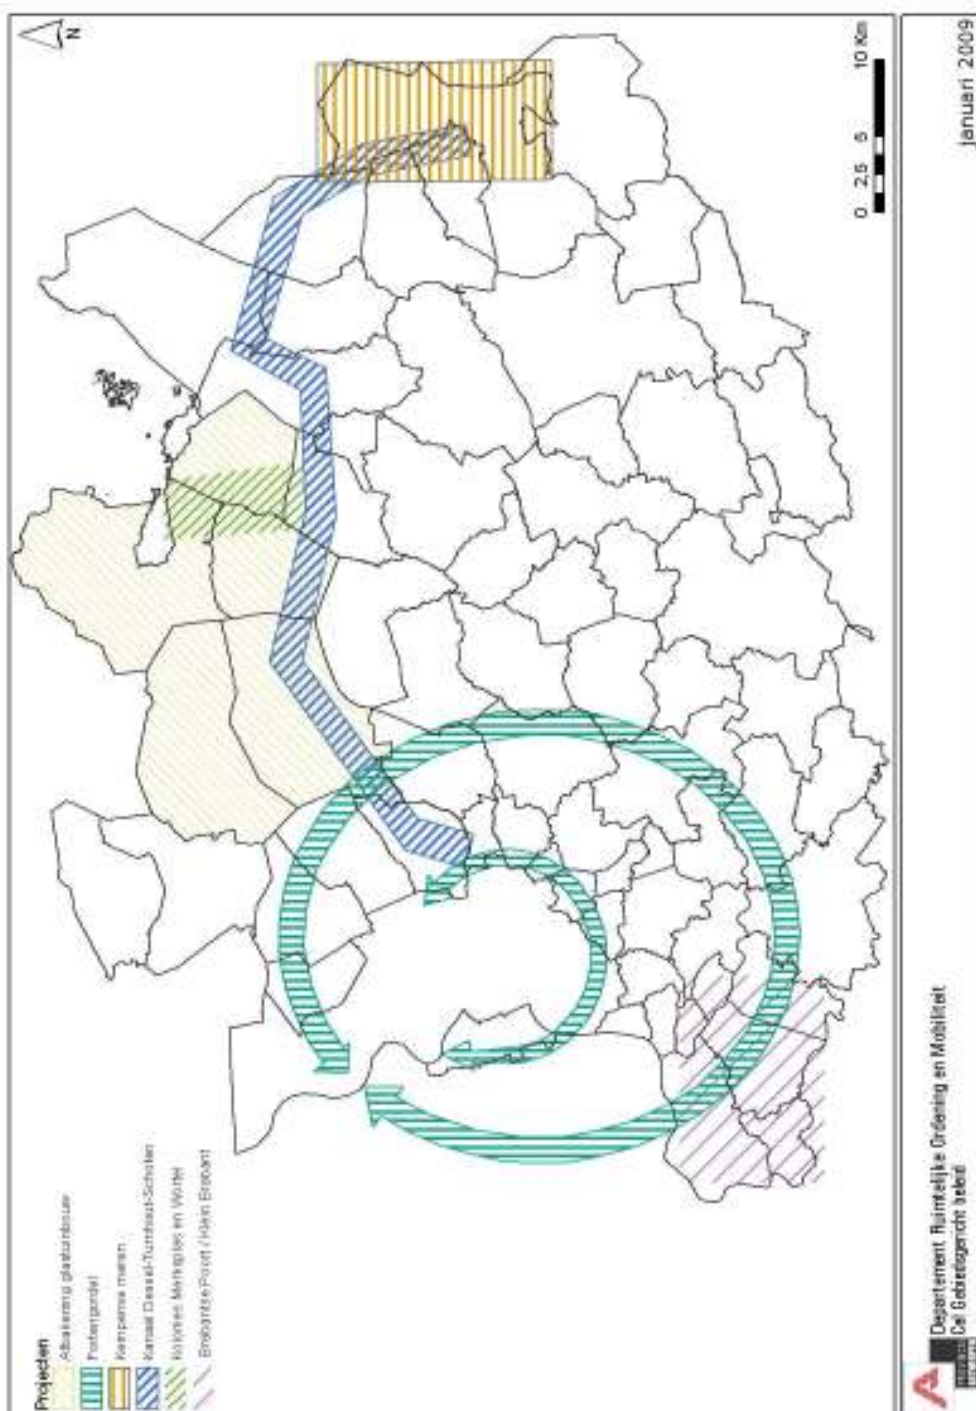 N
Projecten
Afbakening glastuinbouw
Fortengordel
Kempense meren
Kanaal Dessel-Turnhout-Schoten
Kolonies Merksplas en Wortel
Brabantse Poort / Klein Brabant
0 2,5 5 10 Km
Departement Ruimtelijke Ordening en Mobiliteit
Cel Gebiedsgericht beleid
januari 2009